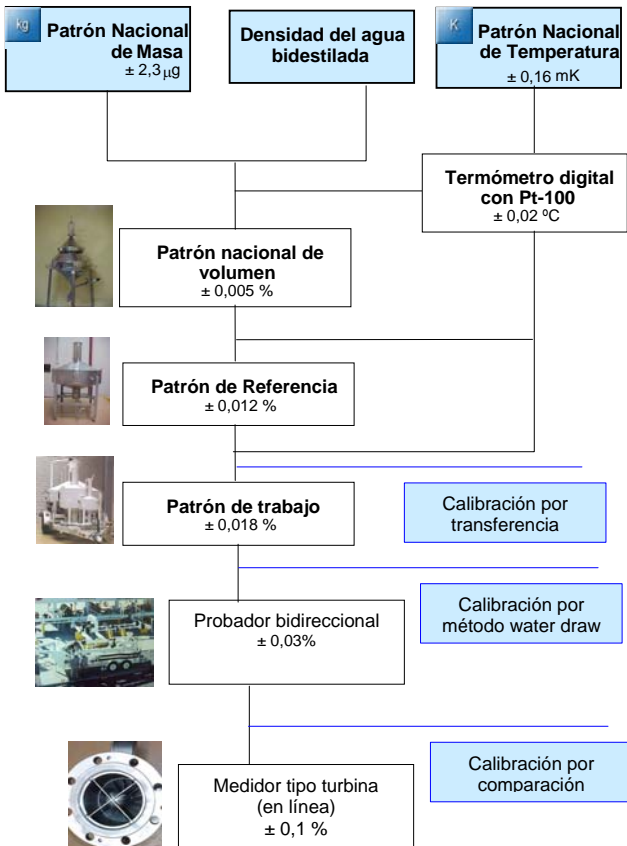 kg
Patrón Nacional
de Masa
± 2,3 µg
Densidad del agua
bidestilada
K
Patrón Nacional
de Temperatura
± 0,16 mK
Termómetro digital
con Pt-100
± 0,02 ºC
Patrón nacional de
volumen
± 0,005 %
Patrón de Referencia
± 0,012 %
Patrón de trabajo
± 0,018 %
Calibración por
transferencia
Probador bidireccional
± 0,03%
Calibración por
método water draw
Medidor tipo turbina
(en línea)
± 0,1 %
Calibración por
comparación